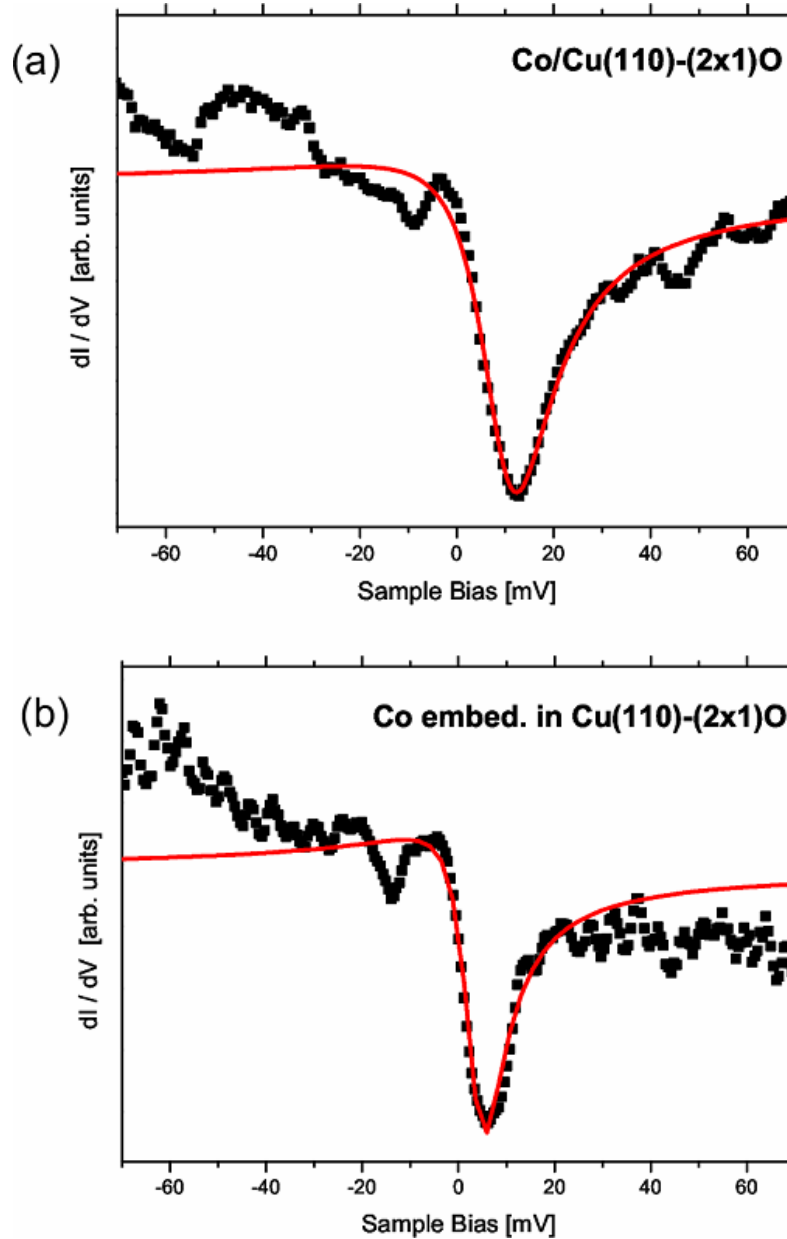 (a)
Co/Cu(110)-(2x1)O
dI / dV [arb. units]
-60 -40 -20 0 20 40 60
Sample Bias [mV]
(b)
Co embed. in Cu(110)-(2x1)O
dI / dV [arb. units]
-60 -40 -20 0 20 40 60
Sample Bias [mV]